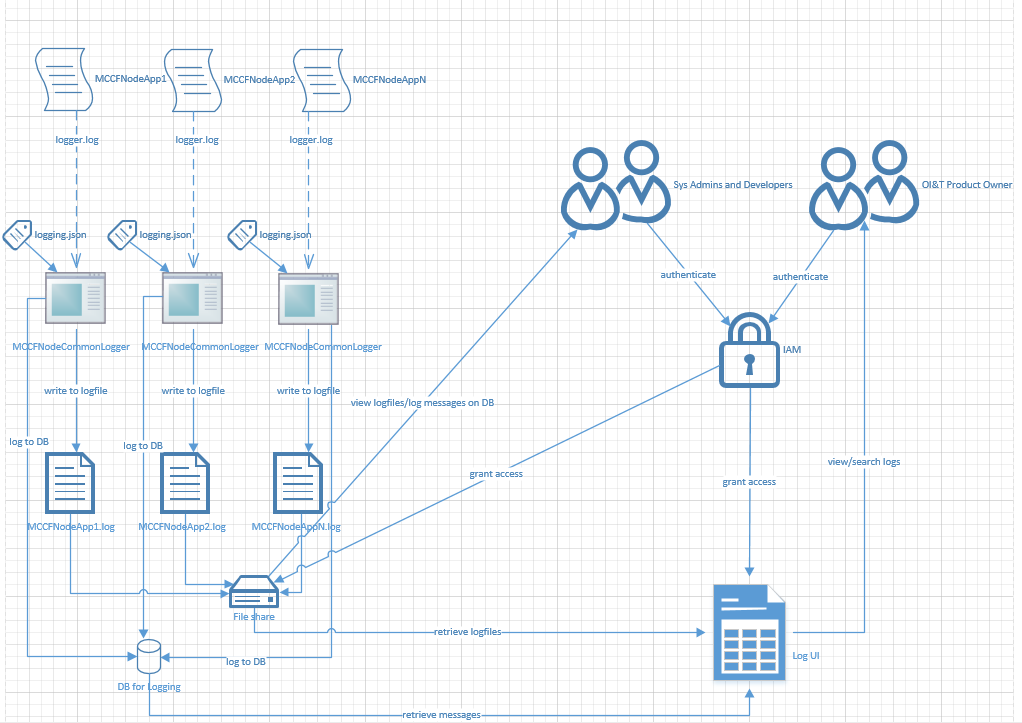 MCCFNodeApp1
MCCFNodeApp2
MCCFNodeAppN
logger.log
logger.log
logger.log
Sys Admins and Developers
OI&T Product Owner
logging.json
logging.json
logging.json
authenticate
authenticate
MCCFNodeCommonLogger
MCCFNodeCommonLogger
MCCFNodeCommonLogger
IAM
write to logfile
write to logfile
write to logfile
view logfiles/log messages on DB
log to DB
log to DB
view/search logs
grant access
grant access
MCCFNodeApp1.log
MCCFNodeApp2.log
MCCFNodeAppN.log
File share
retrieve logfiles
Log UI
log to DB
DB for Logging
retrieve messages